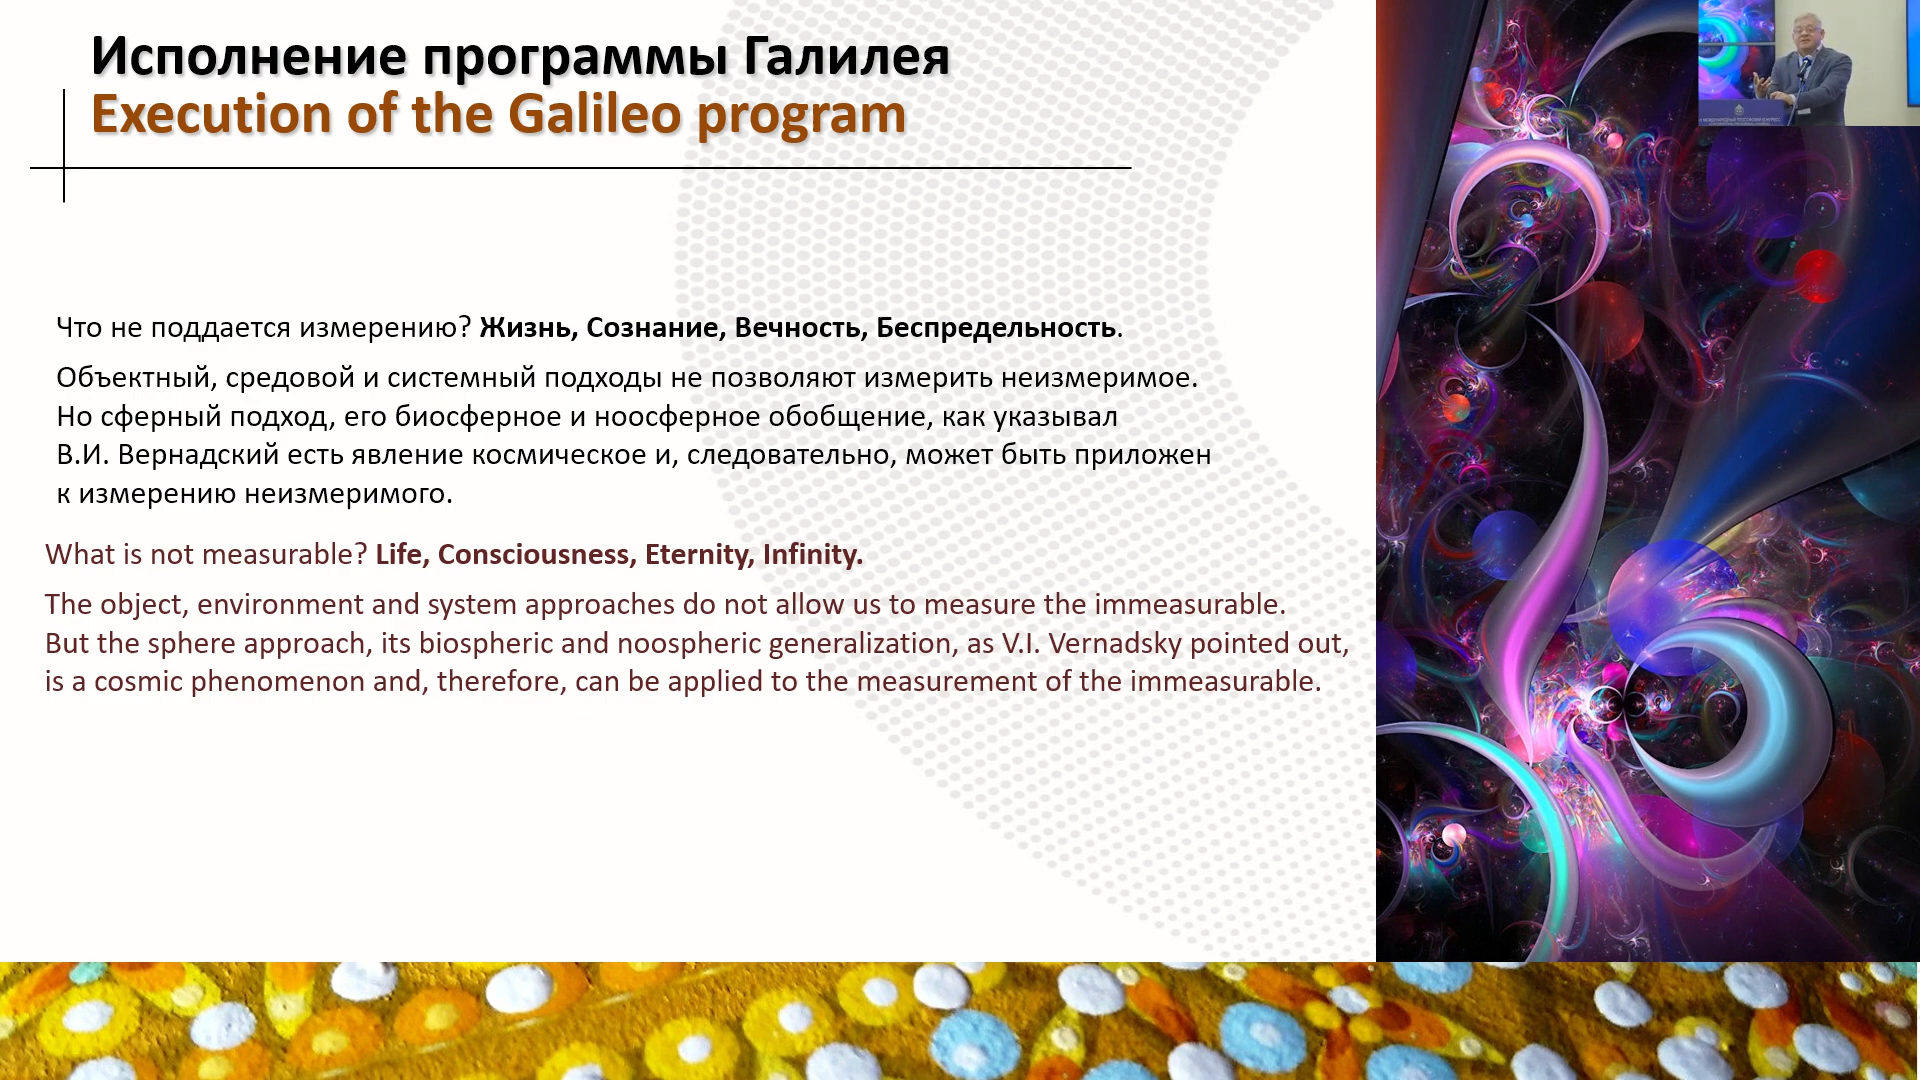 Исполнение программы Галилея
Execution of the Galileo program
Что не поддается измерению? Жизнь, Сознание, Вечность, Беспредельность.
Объектный, средовой и системный подходы не позволяют измерить неизмеримое.
Но сферный подход, его биосферное и ноосферное обобщение, как указывал
В.И. Вернадский есть явление космическое и, следовательно, может быть приложен
к измерению неизмеримого.
What is not measurable? Life, Consciousness, Eternity, Infinity.
The object, environment and system approaches do not allow us to measure the immeasurable.
But the sphere approach, its biospheric and noospheric generalization, as V.I. Vernadsky pointed out,
is a cosmic phenomenon and, therefore, can be applied to the measurement of the immeasurable.